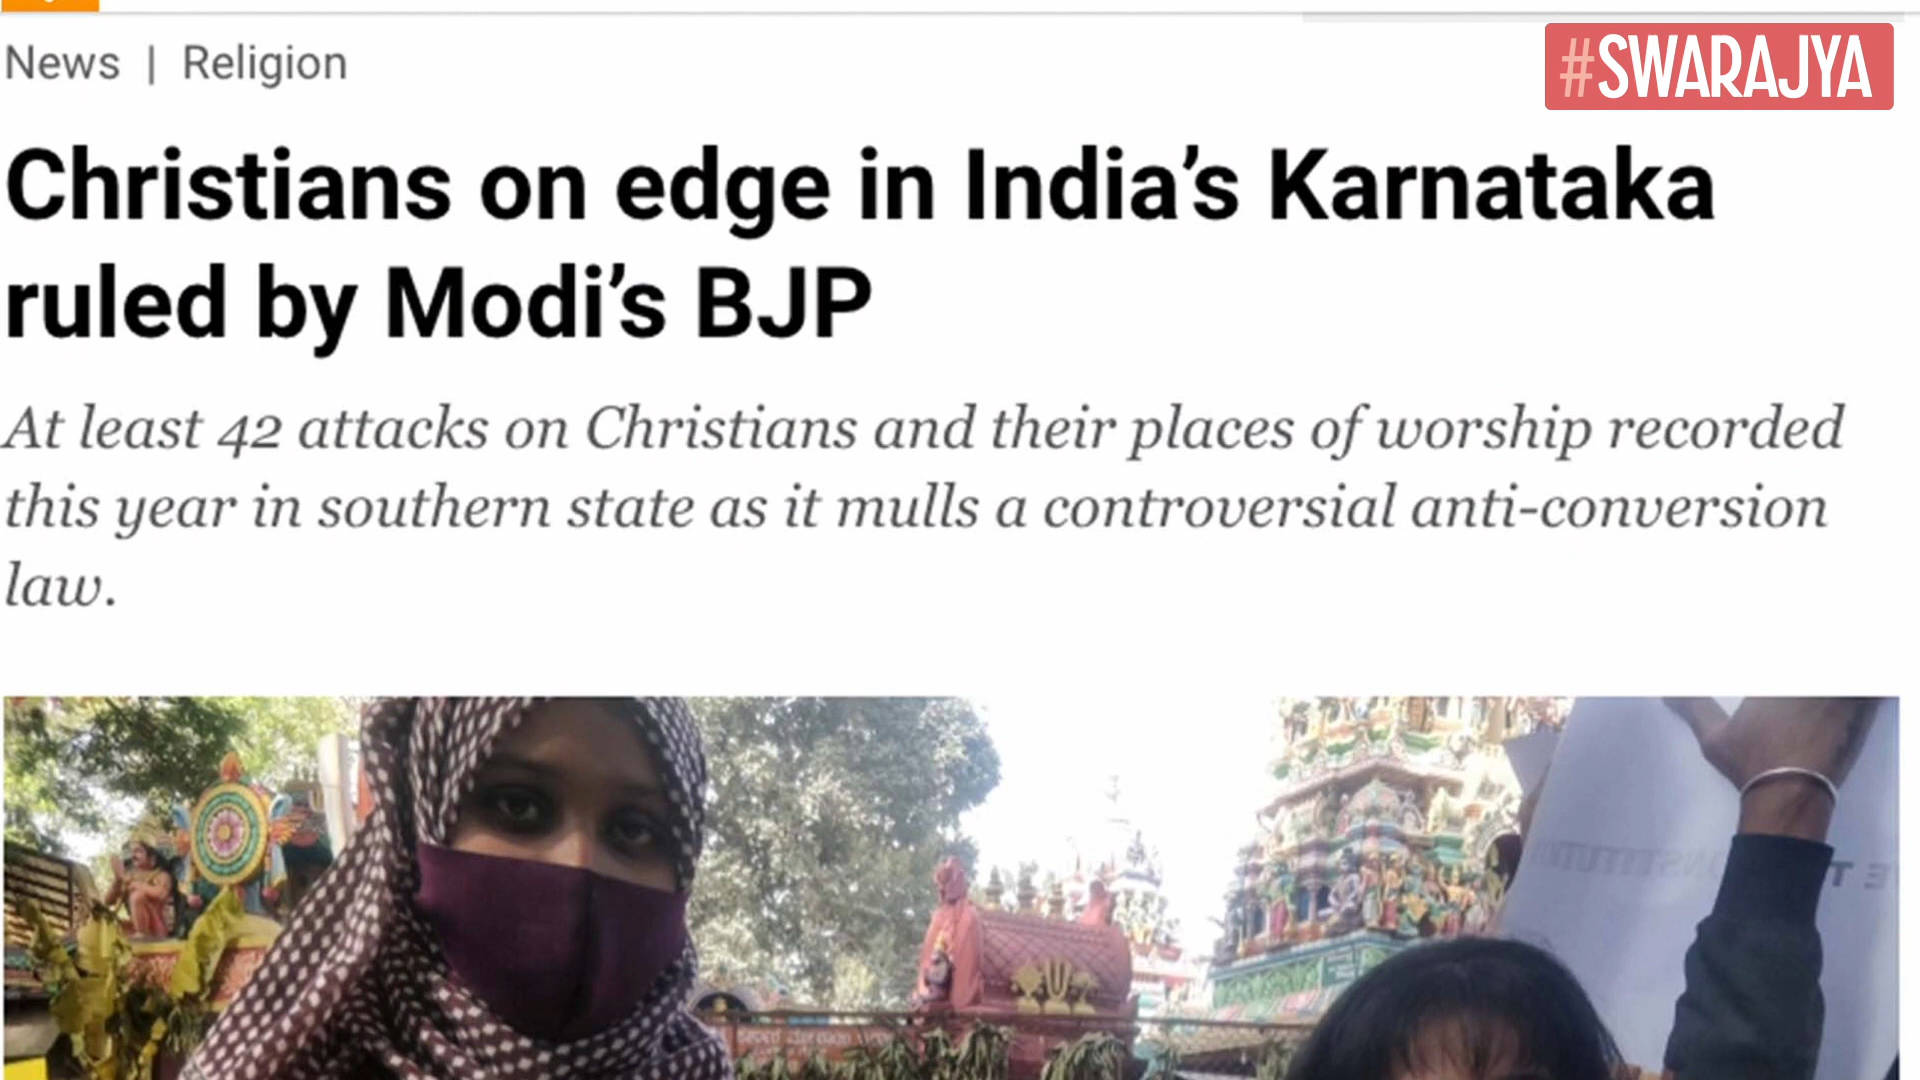 News | Religion
#SWARAJYA
Christians on edge in India’s Karnataka
ruled by Modi’s BJP
At least 42 attacks on Christians and their places of worship recorded
this year in southern state as it mulls a controversial anti-conversion
law.